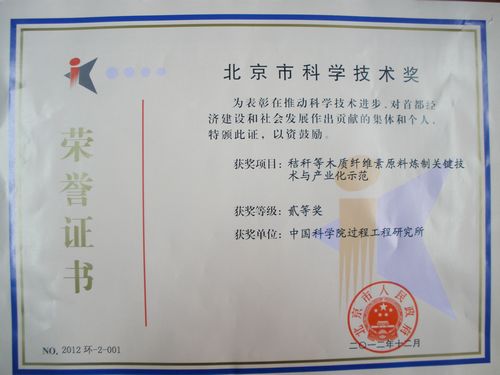 荣誉证书
北京市科学技术奖
为表彰在推动科学技术进步、对首都经
济建设和社会发展作出贡献的集体和个人，
特颁此证，以资鼓励。
获奖项目：秸秆等木质纤维素原料炼制关键技
术与产业化示范
获奖等级：贰等奖
获奖单位：中国科学院过程工程研究所
北京市人民政府
二〇一二年十二月
NO. 2012 环-2-001